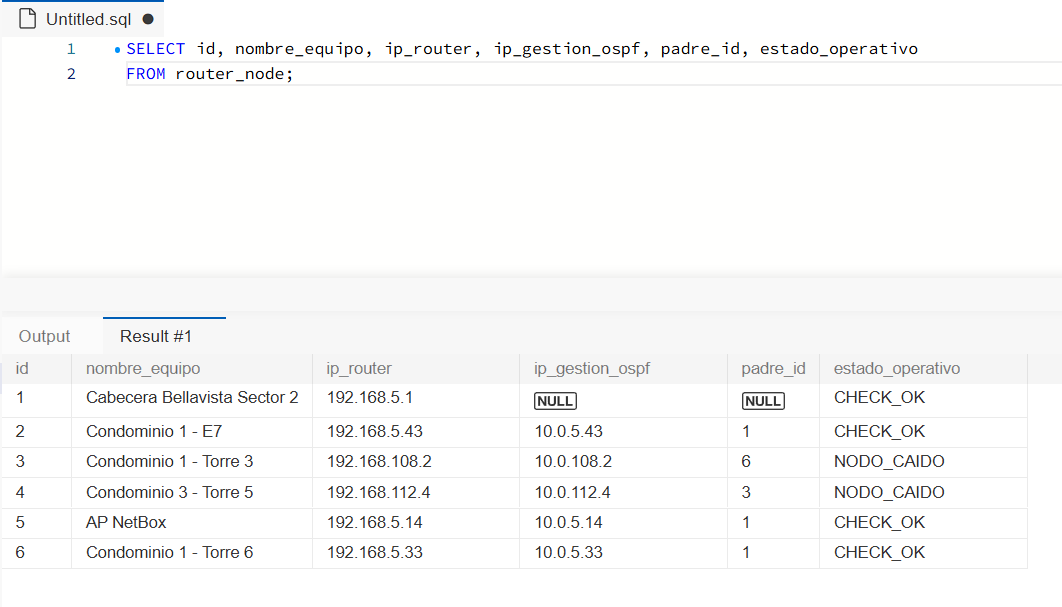 Untitled.sql
1 SELECT id, nombre_equipo, ip_router, ip_gestion_ospf, padre_id, estado_operativo
2 FROM router_node;
Output Result #1
id nombre_equipo ip_router ip_gestion_ospf padre_id estado_operativo
1 Cabecera Bellavista Sector 2 192.168.5.1 NULL NULL CHECK_OK
2 Condominio 1 - E7 192.168.5.43 10.0.5.43 1 CHECK_OK
3 Condominio 1 - Torre 3 192.168.108.2 10.0.108.2 6 NODO_CAIDO
4 Condominio 3 - Torre 5 192.168.112.4 10.0.112.4 3 NODO_CAIDO
5 AP NetBox 192.168.5.14 10.0.5.14 1 CHECK_OK
6 Condominio 1 - Torre 6 192.168.5.33 10.0.5.33 1 CHECK_OK